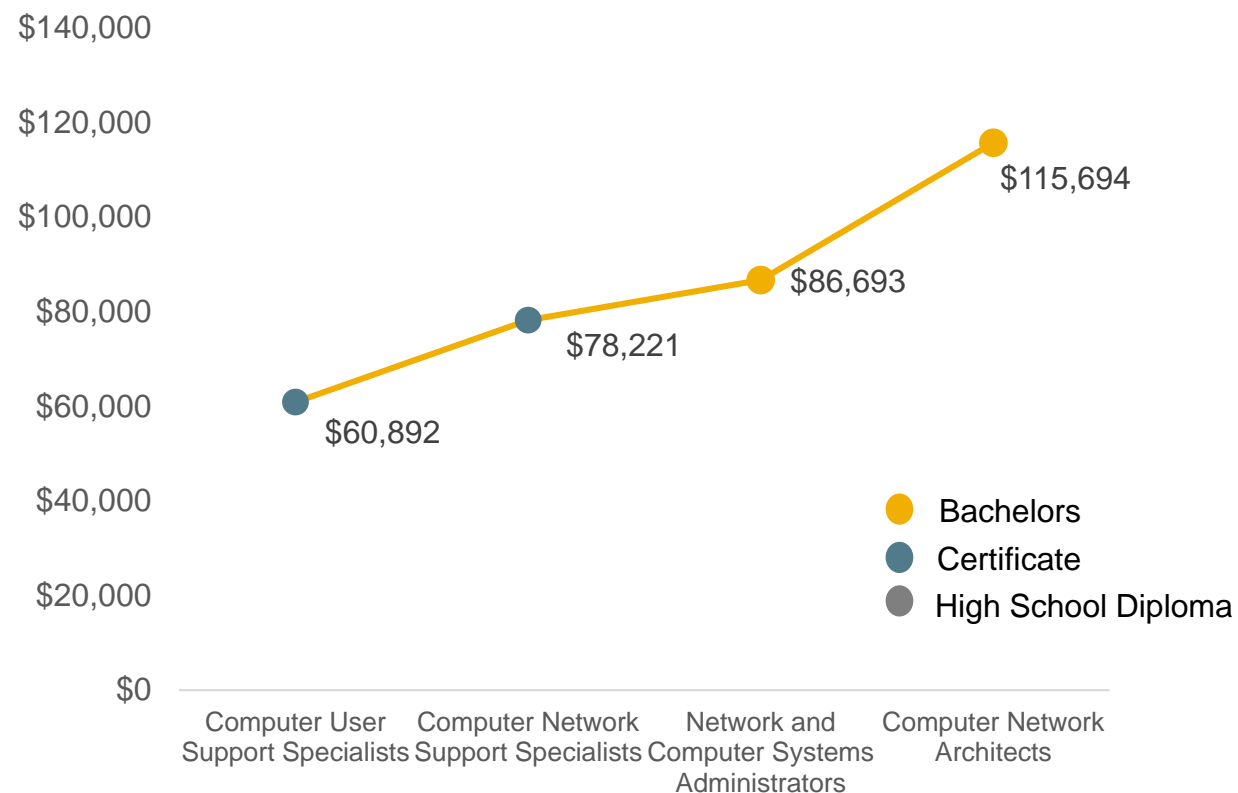 $140,000
$120,000
$100,000
$80,000
$60,000
$40,000
$20,000
$0
$115,694
$86,693
$78,221
$60,892
Bachelors
Certificate
High School Diploma
Computer User
Support Specialists
Computer Network
Support Specialists
Network and
Computer Systems
Administrators
Computer Network
Architects